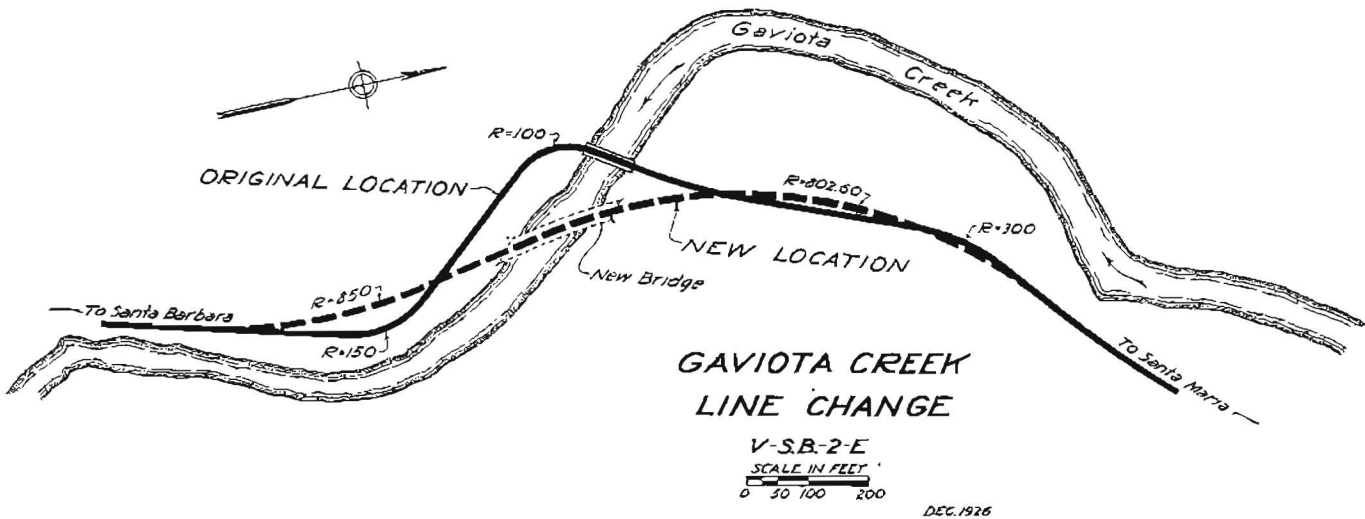 Gaviota
Creek
R=100
ORIGINAL LOCATION
R=802.60
R=300
NEW LOCATION
New Bridge
R=850
To Santa Barbara
R=150
To Santa Maria
GAVIOTA CREEK
LINE CHANGE
V-S.B.-2-E
SCALE IN FEET
0 50 100 200
DEC. 1926